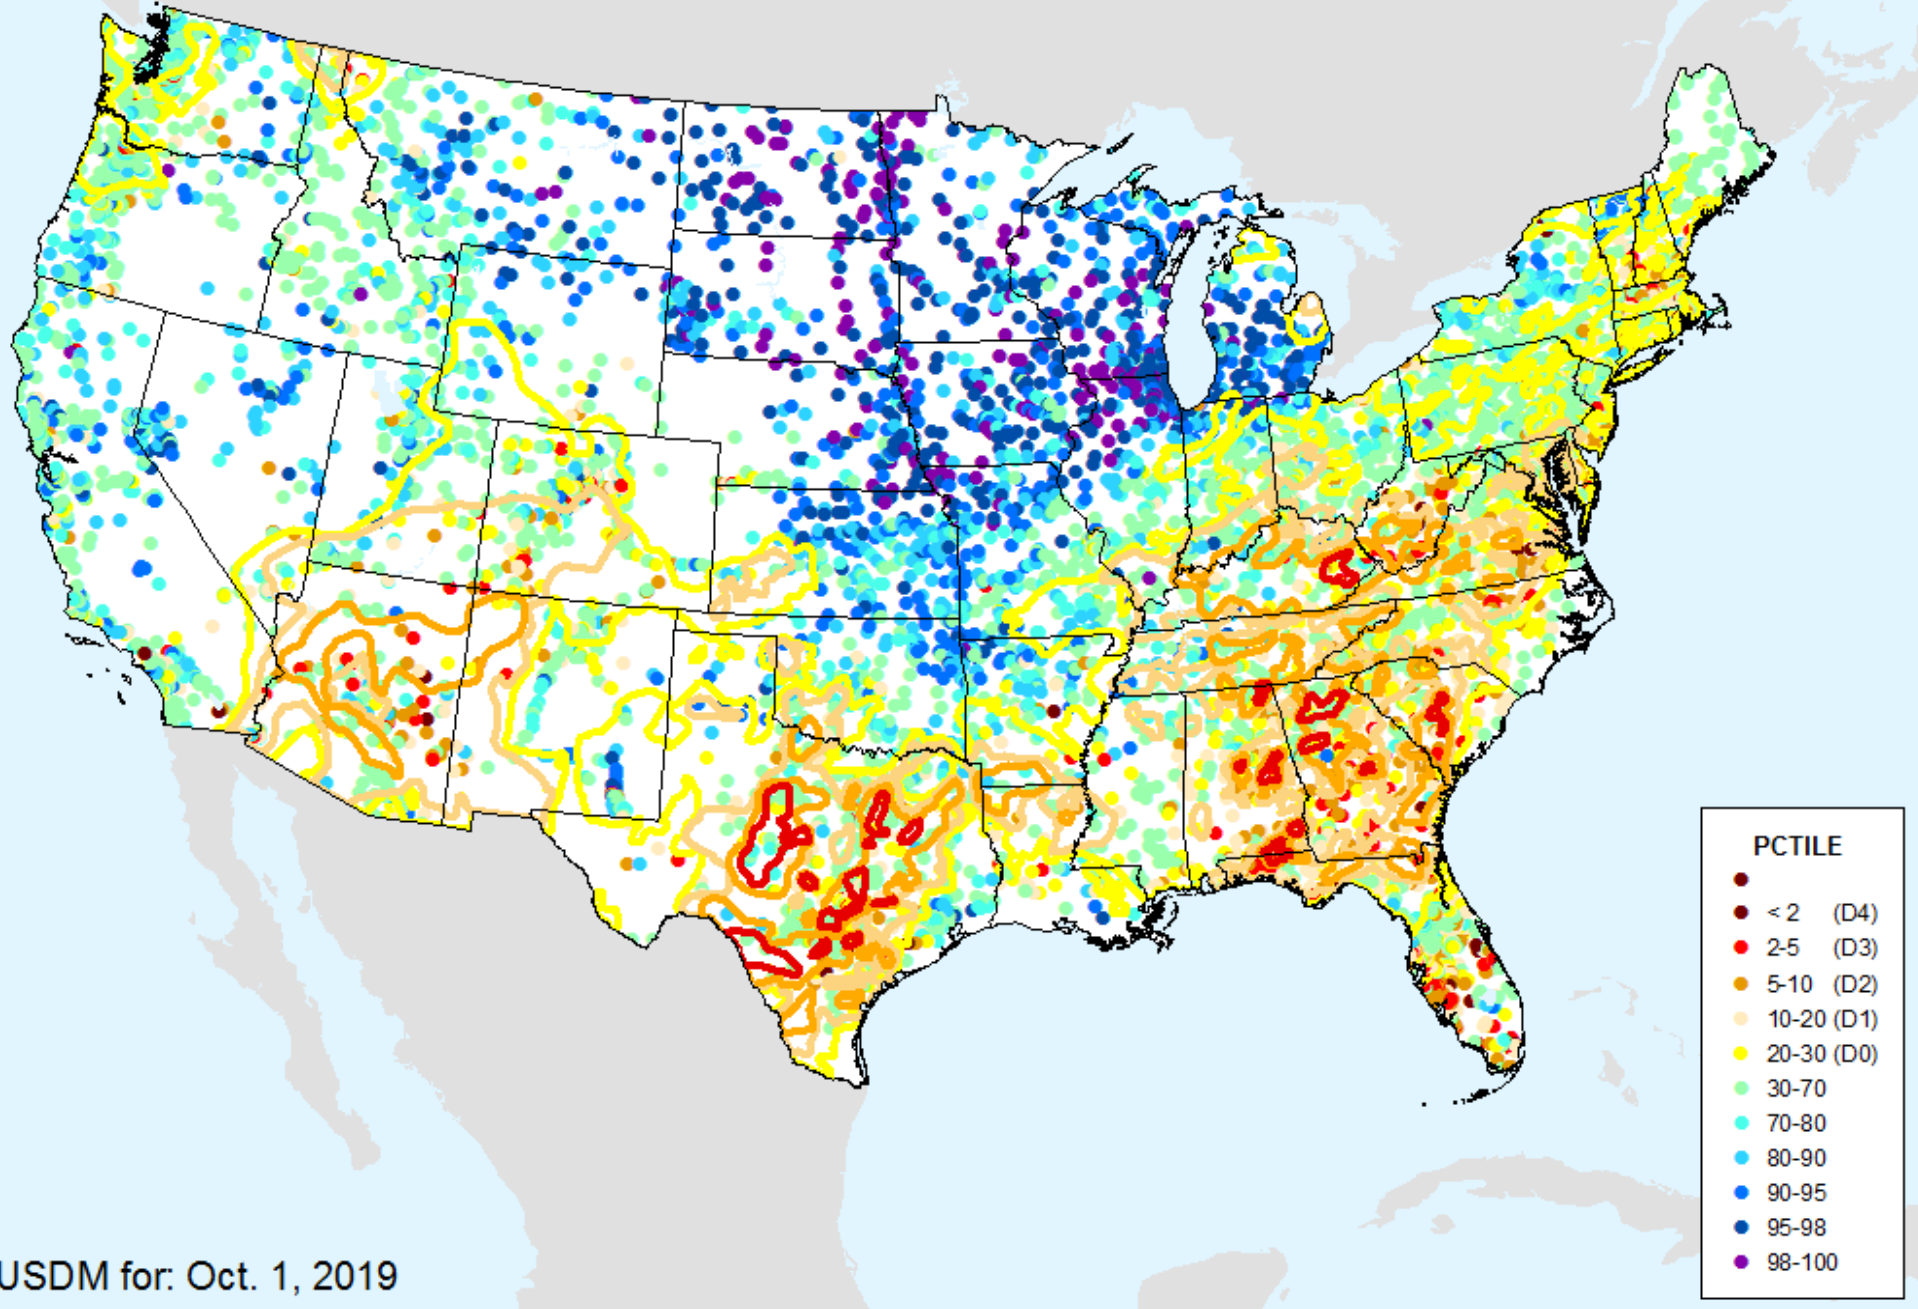 PCTILE
< 2 (D4)
2-5 (D3)
5-10 (D2)
10-20 (D1)
20-30 (D0)
30-70
70-80
80-90
90-95
95-98
98-100
USDM for: Oct. 1, 2019